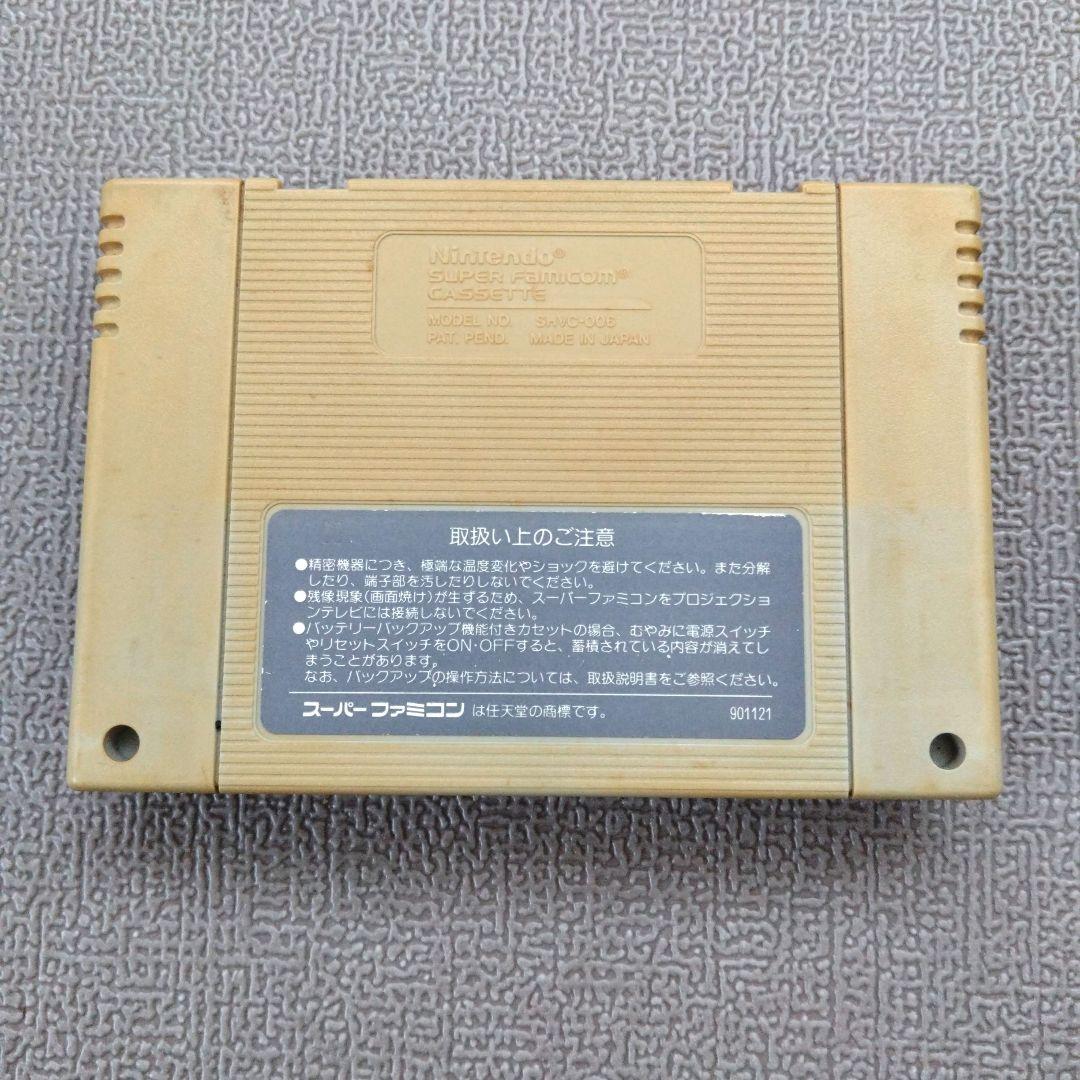 Nintendo®
SUPER FAMICOM®
CASSETTE
MODEL NO. SHVC-006
PAT. PEND. MADE IN JAPAN
取扱い上のご注意
●精密機器につき、極端な温度変化やショックを避けてください。また分解
したり、端子部を汚したりしないでください。
●残像現象(画面焼け)が生ずるため、スーパーファミコンをプロジェクショ
ンテレビには接続しないでください。
●バッテリーバックアップ機能付きカセットの場合、むやみに電源スイッチ
やリセットスイッチをON・OFFすると、蓄積されている内容が消えてし
まうことがあります。
なお、バックアップの操作方法については、取扱説明書をご参照ください。
スーパーファミコン は任天堂の商標です。 901121